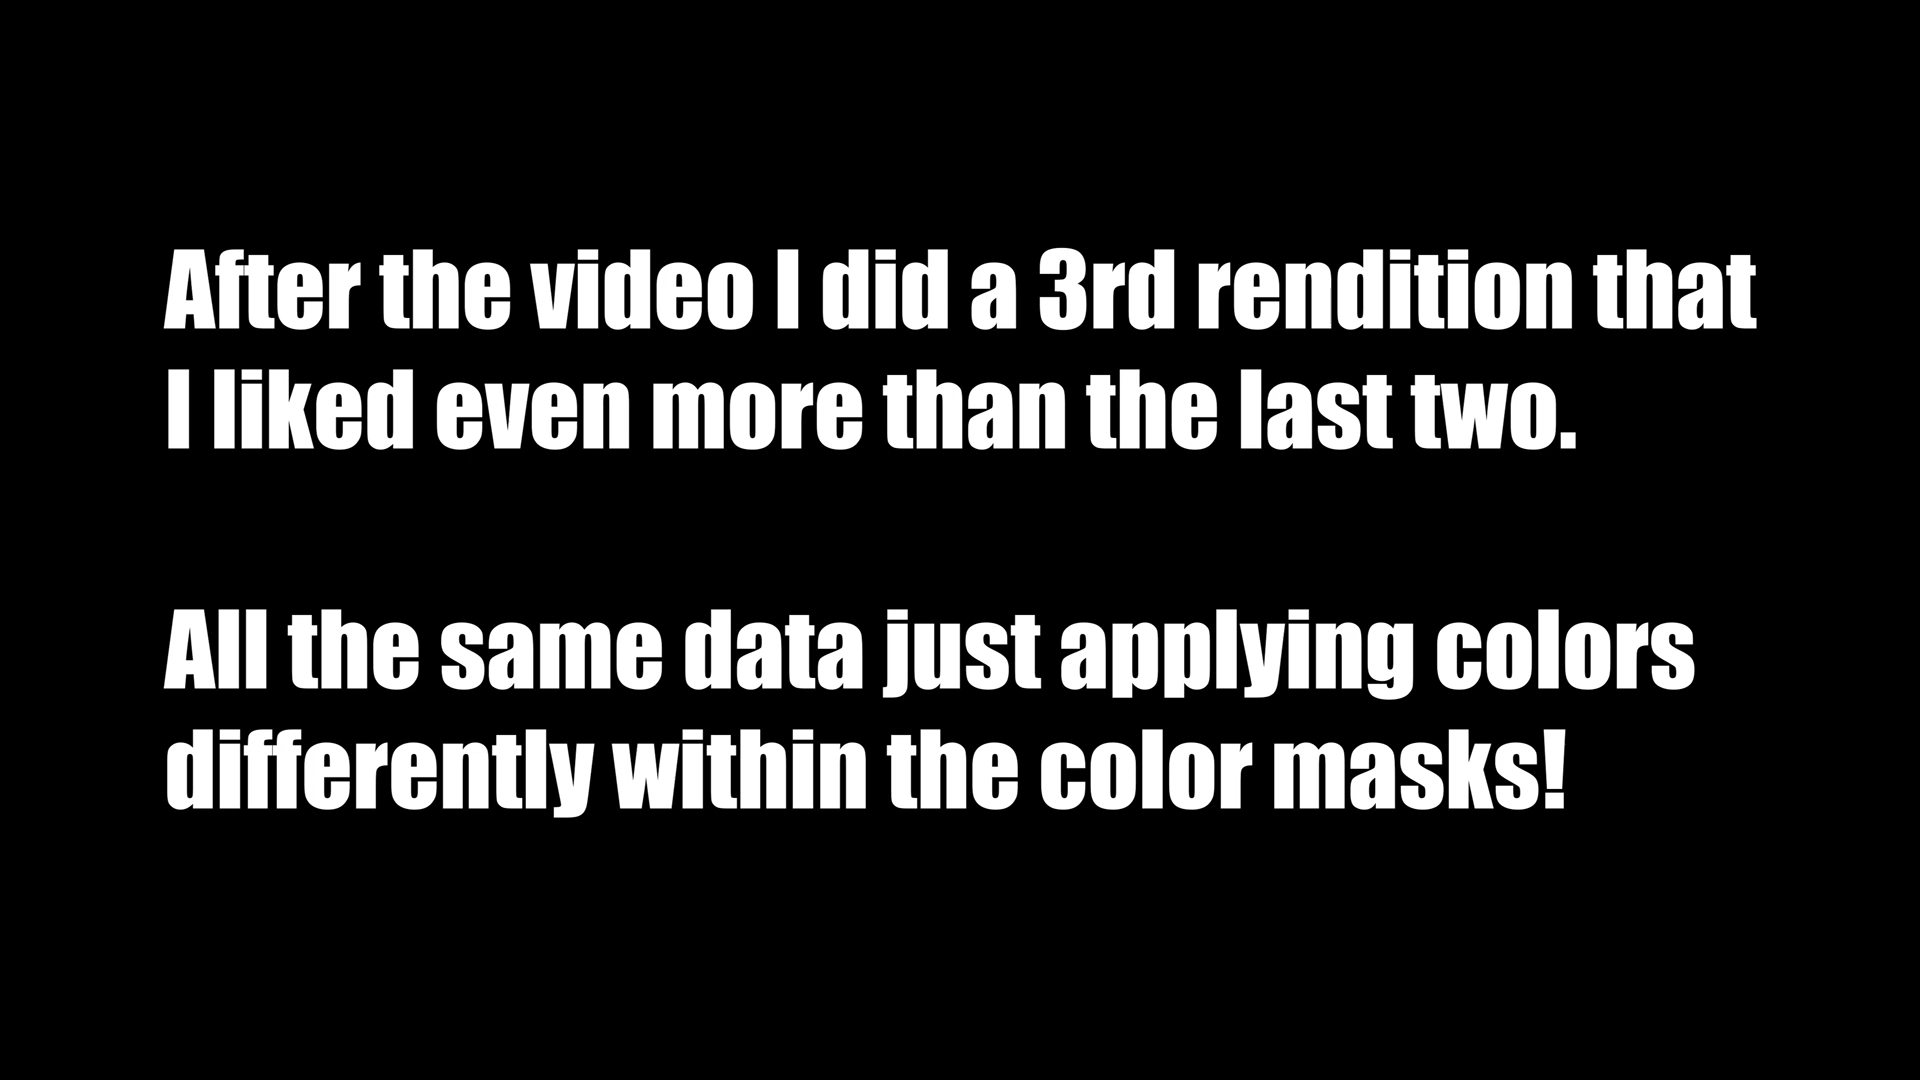 After the video I did a 3rd rendition that
I liked even more than the last two.
All the same data just applying colors
differently within the color masks!